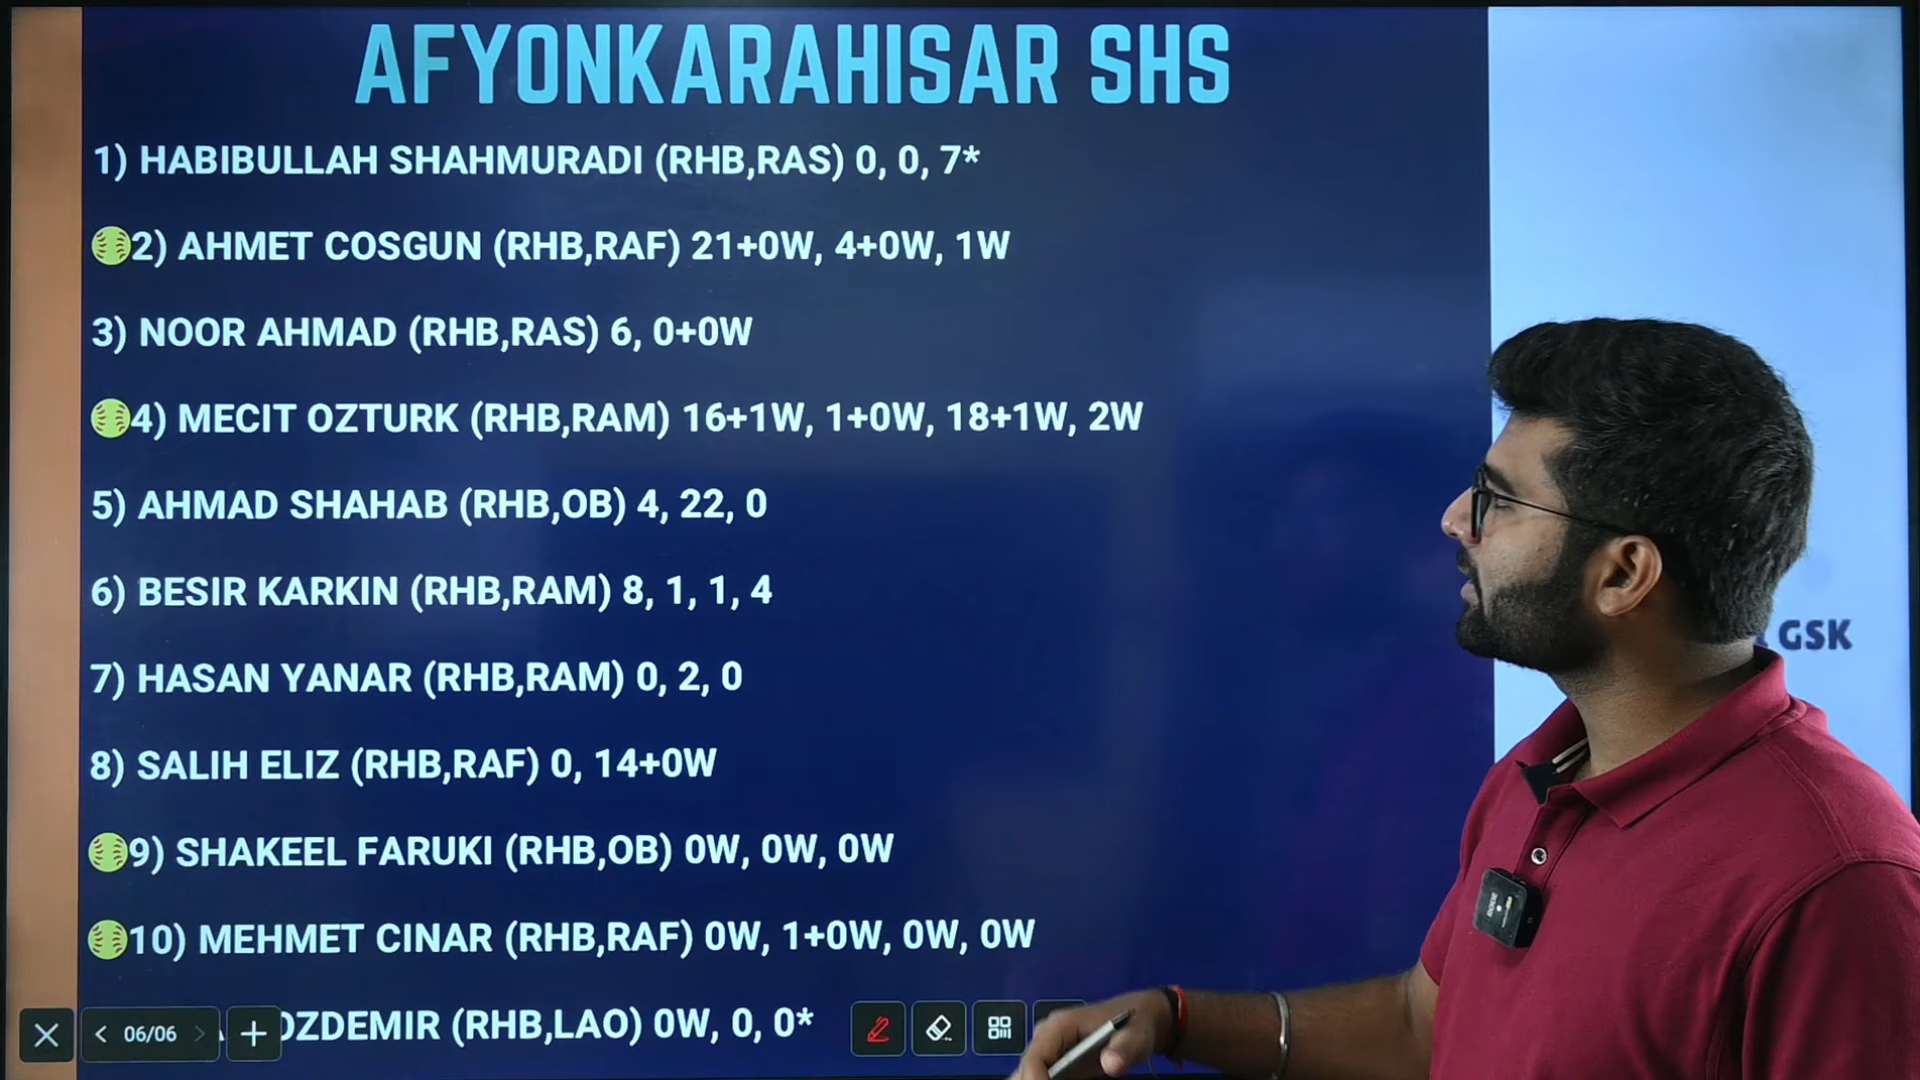 AFYONKARAHISAR SHS
1) HABIBULLAH SHAHMURADI (RHB,RAS) 0, 0, 7*
2) AHMET COSGUN (RHB,RAF) 21+0W, 4+0W, 1W
3) NOOR AHMAD (RHB,RAS) 6, 0+0W
4) MECIT OZTURK (RHB,RAM) 16+1W, 1+0W, 18+1W, 2W
5) AHMAD SHAHAB (RHB,OB) 4, 22, 0
6) BESIR KARKIN (RHB,RAM) 8, 1, 1, 4
GSK
7) HASAN YANAR (RHB,RAM) 0, 2, 0
8) SALIH ELIZ (RHB,RAF) 0, 14+0W
9) SHAKEEL FARUKI (RHB,OB) 0W, 0W, 0W
10) MEHMET CINAR (RHB,RAF) 0W, 1+0W, 0W, 0W
OZDEMIR (RHB,LAO) 0W, 0, 0*
06/06